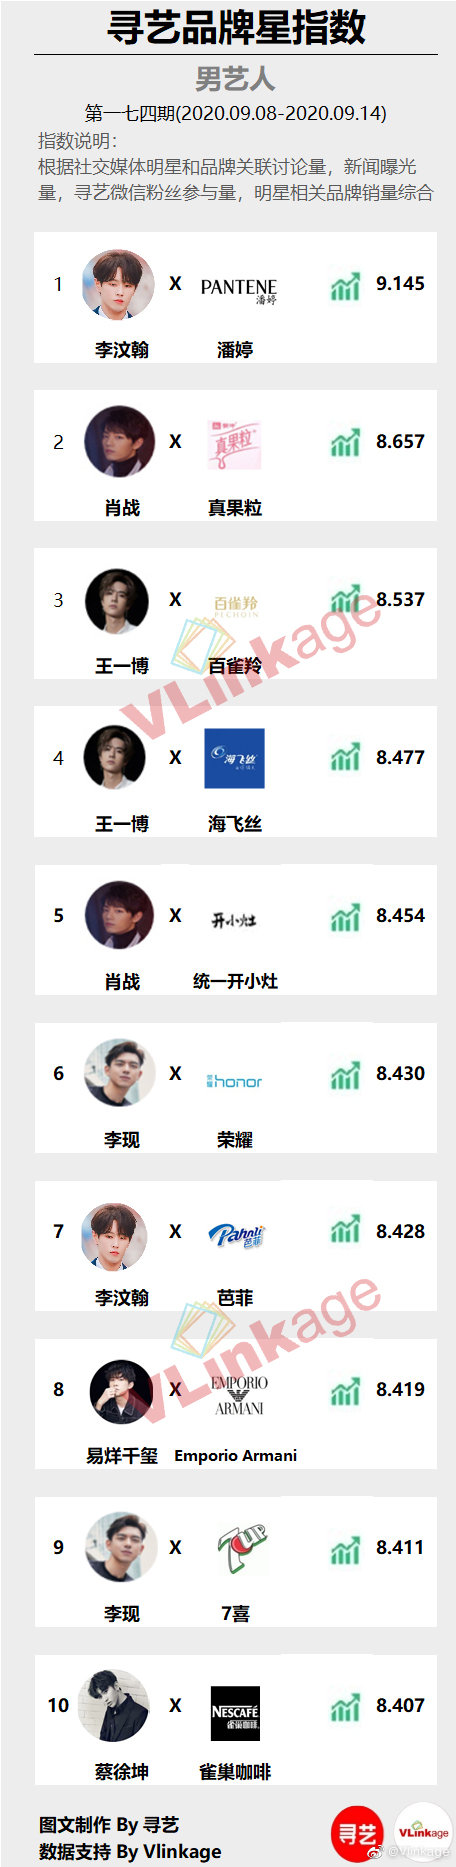 寻艺品牌星指数
男艺人
第一七四期(2020.09.08-2020.09.14)
指数说明：
根据社交媒体明星和品牌关联讨论量，新闻曝光
量，寻艺微信粉丝参与量，明星相关品牌销量综合
1 X PANTENE 9.145
潘婷
李汶翰 潘婷
2 X 真果粒 8.657
肖战 真果粒
3 X 百雀羚 8.537
PECHOIN
王一博 百雀羚
VLinkage
4 X 海飞丝 8.477
王一博 海飞丝
5 X 开小灶 8.454
肖战 统一开小灶
6 X 荣耀 honor 8.430
李现 荣耀
7 X Pahnli 8.428
芭菲
李汶翰 芭菲
VLinkage
8 X EMPORIO 8.419
ARMANI
易烊千玺 Emporio Armani
9 X 7UP 8.411
李现 7喜
10 X NESCAFÉ 8.407
雀巢咖啡
蔡徐坤 雀巢咖啡
图文制作 By 寻艺
数据支持 By Vlinkage
寻艺
VLinkage
@Vlinkage